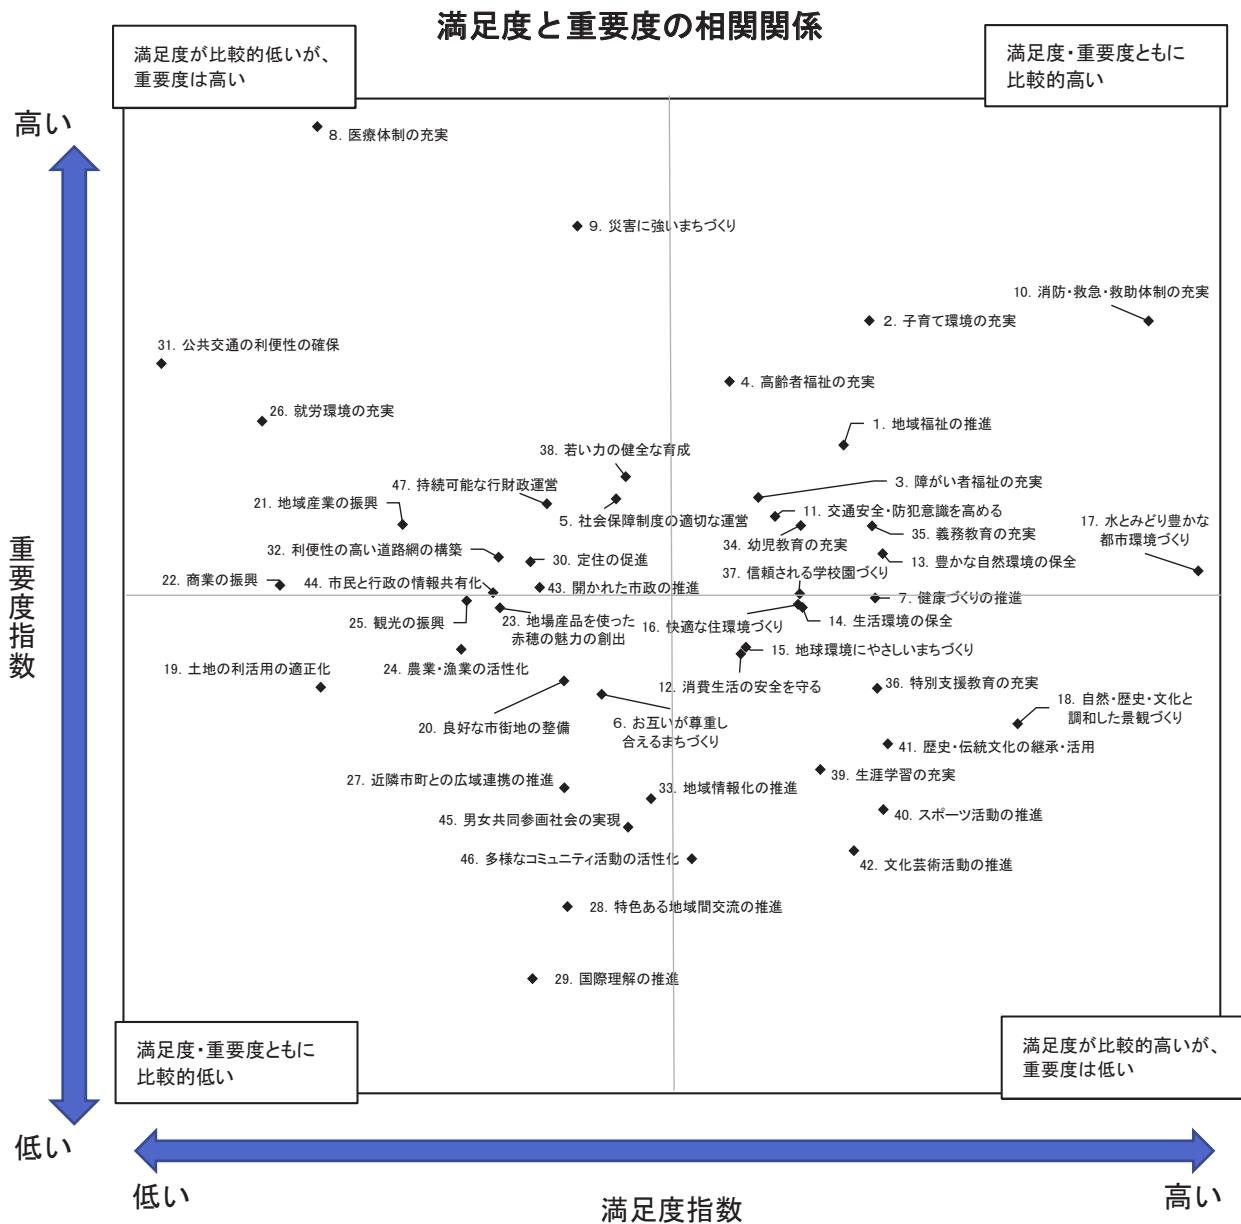 満足度と重要度の相関関係
満足度が比較的低いが、
重要度は高い
満足度・重要度ともに
比較的高い
高い
8. 医療体制の充実
9. 災害に強いまちづくり
10. 消防・救急・救助体制の充実
2. 子育て環境の充実
31. 公共交通の利便性の確保
4. 高齢者福祉の充実
26. 就労環境の充実
1. 地域福祉の推進
38. 若い力の健全な育成
47. 持続可能な行財政運営
3. 障がい者福祉の充実
21. 地域産業の振興
5. 社会保障制度の適切な運営
11. 交通安全・防犯意識を高める
17. 水とみどり豊かな
都市環境づくり
34. 幼児教育の充実
35. 義務教育の充実
32. 利便性の高い道路網の構築
30. 定住の促進
13. 豊かな自然環境の保全
37. 信頼される学校園づくり
22. 商業の振興
44. 市民と行政の情報共有化
43. 開かれた市政の推進
7. 健康づくりの推進
25. 観光の振興
23. 地場産品を使った
赤穂の魅力の創出
16. 快適な住環境づくり
14. 生活環境の保全
15. 地球環境にやさしいまちづくり
19. 土地の利活用の適正化
24. 農業・漁業の活性化
12. 消費生活の安全を守る
36. 特別支援教育の充実
18. 自然・歴史・文化と
調和した景観づくり
20. 良好な市街地の整備
6. お互いが尊重し
合えるまちづくり
41. 歴史・伝統文化の継承・活用
39. 生涯学習の充実
27. 近隣市町との広域連携の推進
33. 地域情報化の推進
40. スポーツ活動の推進
45. 男女共同参画社会の実現
46. 多様なコミュニティ活動の活性化
42. 文化芸術活動の推進
28. 特色ある地域間交流の推進
29. 国際理解の推進
重要度指数
満足度・重要度ともに
比較的低い
満足度が比較的高いが、
重要度は低い
低い
低い
満足度指数
高い